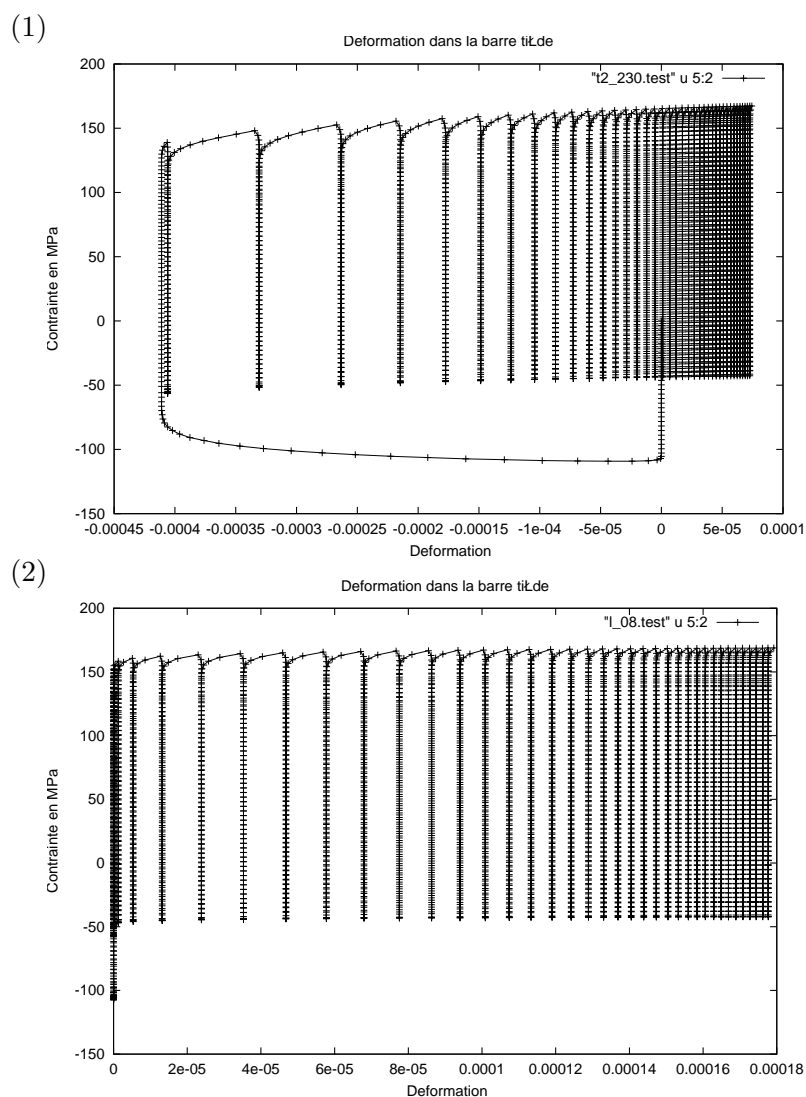 (1)
Deformation dans la barre tiŁde
200
"t2_230.test" u 5:2
150
100
50
0
-50
-100
-150
Contrainte en MPa
-0.00045 -0.0004 -0.00035 -0.0003 -0.00025 -0.0002 -0.00015 -1e-04 -5e-05 0 5e-05 0.0001
Deformation
(2)
Deformation dans la barre tiŁde
200
"l_08.test" u 5:2
150
100
50
0
-50
-100
-150
Contrainte en MPa
0 2e-05 4e-05 6e-05 8e-05 0.0001 0.00012 0.00014 0.00016 0.00018
Deformation